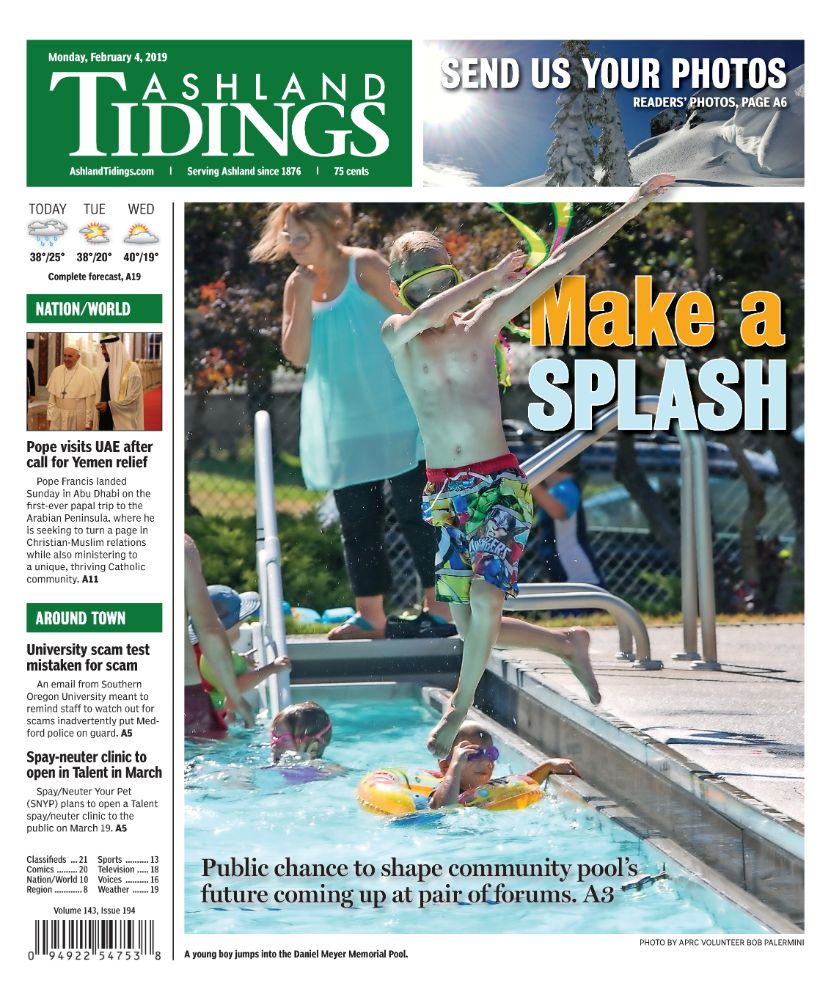 Monday, February 4, 2019
ASHLAND
TIDINGS
AshlandTidings.com | Serving Ashland since 1876 | 75 cents
SEND US YOUR PHOTOS
READERS' PHOTOS, PAGE A6
TODAY TUE WED
38°/25° 38°/20° 40°/19°
Complete forecast, A19
NATION/WORLD
Pope visits UAE after
call for Yemen relief
Pope Francis landed
Sunday in Abu Dhabi on the
first-ever papal trip to the
Arabian Peninsula, where he
is seeking to turn a page in
Christian-Muslim relations
while also ministering to
a unique, thriving Catholic
community. A11
AROUND TOWN
University scam test
mistaken for scam
An email from Southern
Oregon University meant to
remind staff to watch out for
scams inadvertently put Med-
ford police on guard. A5
Spay-neuter clinic to
open in Talent in March
Spay/Neuter Your Pet
(SNYP) plans to open a Talent
spay/neuter clinic to the
public on March 19. A5
Classifieds ... 21 Sports .......... 13
Comics ......... 20 Television ..... 18
Nation/World 10 Voices ........... 16
Region ............ 8 Weather ....... 19
Volume 143, Issue 194
0 94922 54753 8
Make a
SPLASH
AVENGERS
Public chance to shape community pool's
future coming up at pair of forums. A3
PHOTO BY APRC VOLUNTEER BOB PALERMINI
A young boy jumps into the Daniel Meyer Memorial Pool.